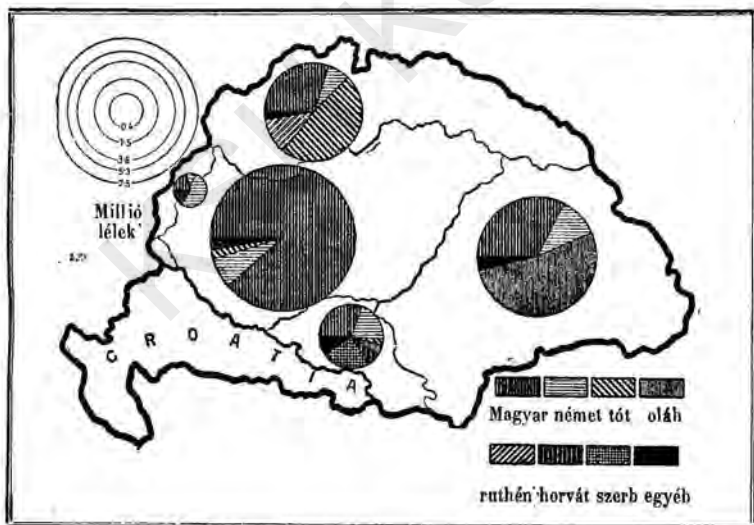 0·4
1·5
3·6
5·3
7·5
Millió
lélek
CROATIA
Magyar német tót oláh
ruthén horvát szerb egyéb